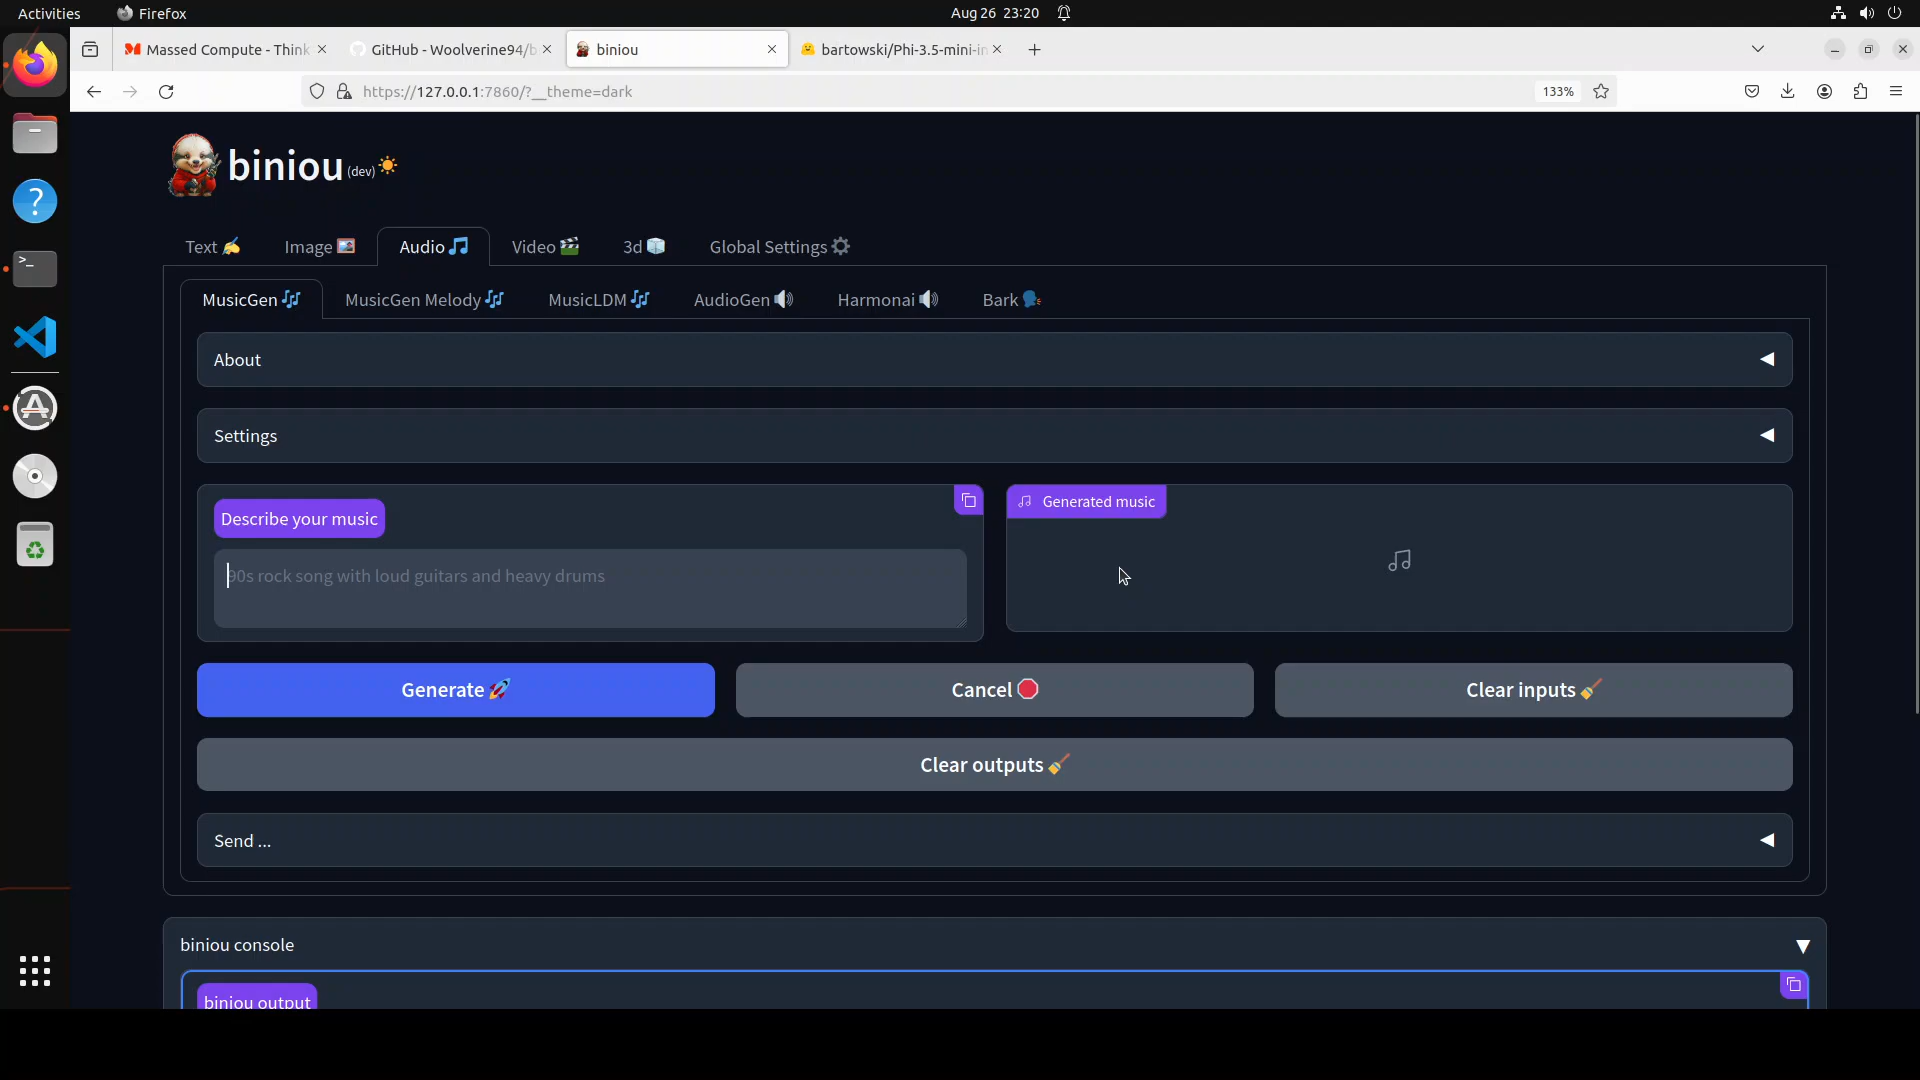 Activities
Firefox
Aug 26 23:20
Massed Compute - Think
GitHub - Woolverine94/b
biniou
bartowski/Phi-3.5-mini-in
https://127.0.0.1:7860/?__theme=dark
133%
biniou (dev)
Text
Image
Audio
Video
3d
Global Settings
MusicGen
MusicGen Melody
MusicLDM
AudioGen
Harmonai
Bark
About
Settings
Describe your music
90s rock song with loud guitars and heavy drums
Generated music
Generate
Cancel
Clear inputs
Clear outputs
Send ...
biniou console
biniou output